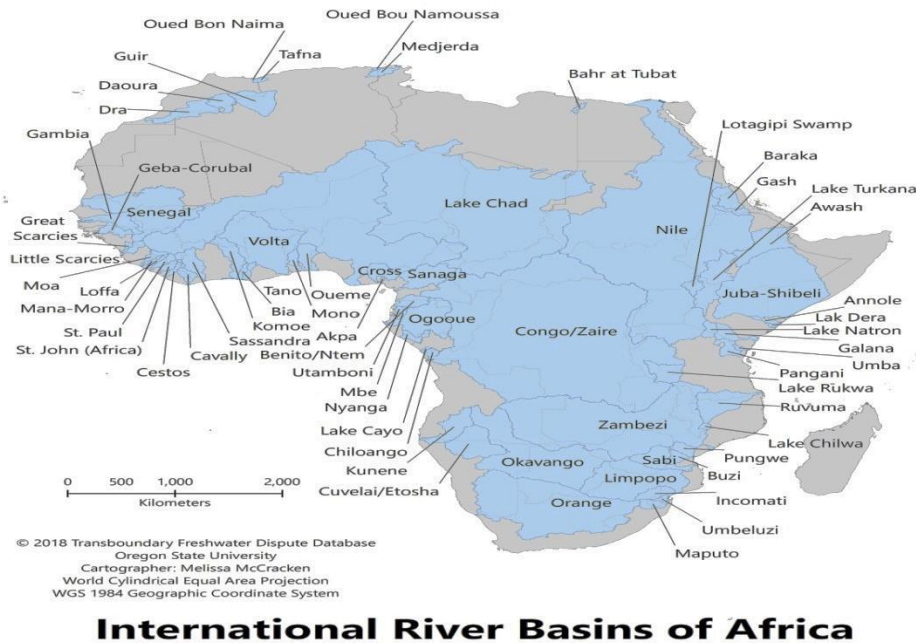 Oued Bon Naima
Oued Bou Namoussa
Tafna
Medjerda
Guir
Bahr at Tubat
Daoura
Dra
Lotagipi Swamp
Gambia
Baraka
Geba-Corubal
Gash
Lake Turkana
Senegal
Lake Chad
Awash
Great
Scarcies
Nile
Volta
Little Scarcies
Cross
Sanaga
Moa
Tano
Oueme
Juba-Shibeli
Loffa
Bia
Annole
Mana-Morro
Komoe
Mono
Ogooue
Lak Dera
St. Paul
Sassandra
Akpa
Congo/Zaire
Lake Natron
St. John (Africa)
Cavally
Benito/Ntem
Galana
Cestos
Utamboni
Umba
Mbe
Pangani
Nyanga
Lake Rukwa
Ruvuma
Lake Cayo
Zambezi
Chiloango
Lake Chilwa
Kunene
Okavango
Sabi
Pungwe
Cuvelai/Etosha
Buzi
Limpopo
Orange
Incomati
Umbeluzi
Maputo
0 500 1,000 2,000
Kilometers
© 2018 Transboundary Freshwater Dispute Database
Oregon State University
Cartographer: Melissa McCracken
World Cylindrical Equal Area Projection
WGS 1984 Geographic Coordinate System
International River Basins of Africa